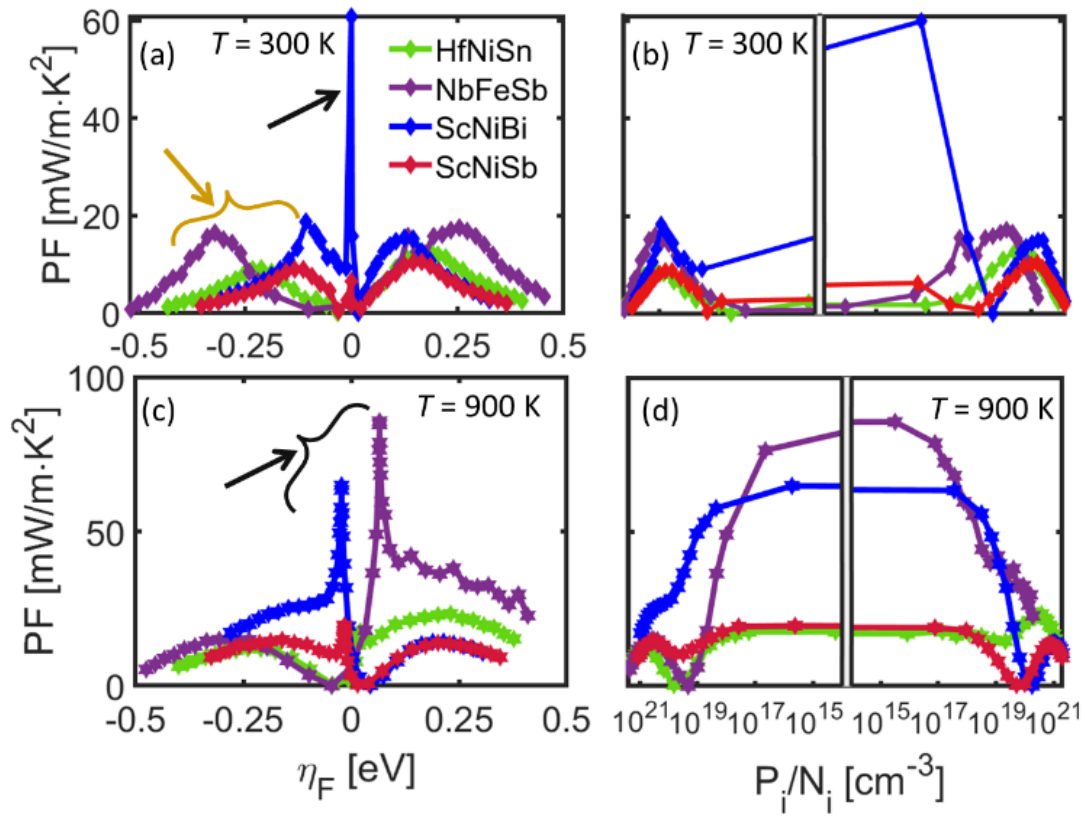 60
40
20
0
PF [mW/m·K²]
(a)
T = 300 K
HfNiSn
NbFeSb
ScNiBi
ScNiSb
-0.5
-0.25
0
0.25
0.5
(b)
T = 300 K
100
50
0
PF [mW/m·K²]
(c)
T = 900 K
-0.5
-0.25
0
0.25
0.5
η_F [eV]
(d)
T = 900 K
10²¹
10¹⁹
10¹⁷
10¹⁵
10¹⁵
10¹⁷
10¹⁹
10²¹
P_i/N_i [cm⁻³]